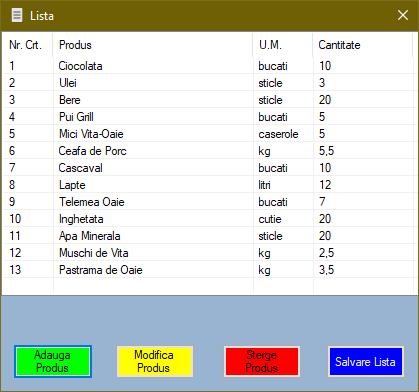 Lista
Nr. Crt. Produs U.M. Cantitate
1 Ciocolata bucati 10
2 Ulei sticle 3
3 Bere sticle 20
4 Pui Grill bucati 5
5 Mici Vita-Oaie caserole 5
6 Ceafa de Porc kg 5,5
7 Cascaval bucati 10
8 Lapte litri 12
9 Telemea Oaie bucati 7
10 Inghetata cutie 20
11 Apa Minerala sticle 20
12 Muschi de Vita kg 2,5
13 Pastrama de Oaie kg 3,5
Adauga Produs
Modifica Produs
Sterge Produs
Salvare Lista